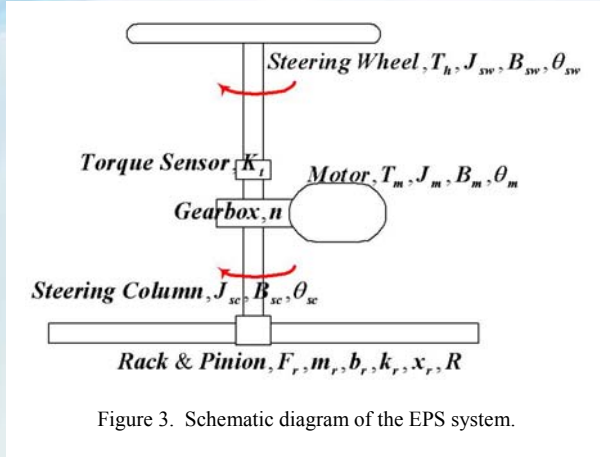 Steering Wheel, T_h, J_sw, B_sw, θ_sw
Torque Sensor, K_t
Motor, T_m, J_m, B_m, θ_m
Gearbox, n
Steering Column, J_sc, B_sc, θ_sc
Rack & Pinion, F_r, m_r, b_r, k_r, x_r, R
Figure 3. Schematic diagram of the EPS system.